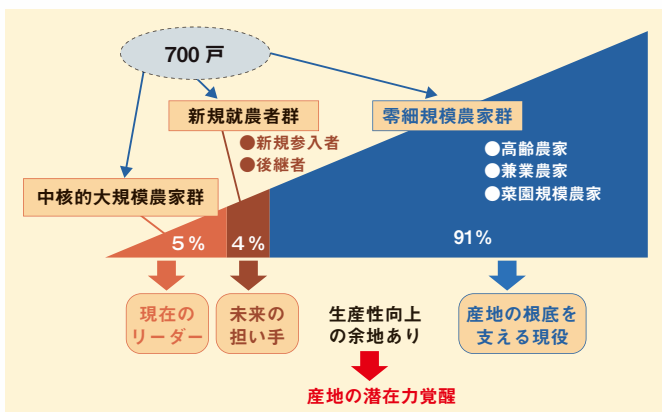 700戸
新規就農者群
●新規参入者
●後継者
零細規模農家群
●高齢農家
●兼業農家
●菜園規模農家
中核的大規模農家群
5%
4%
91%
現在の
リーダー
未来の
担い手
生産性向上
の余地あり
産地の根底を
支える現役
産地の潜在力覚醒